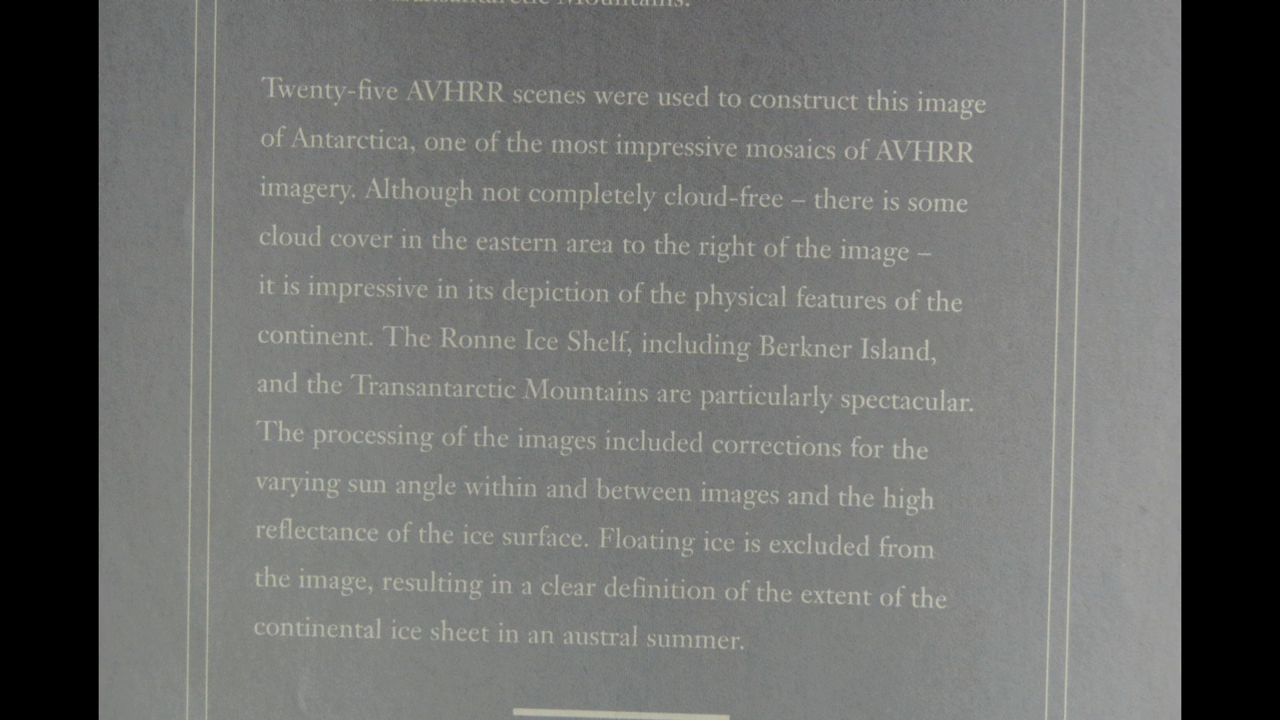 Mountains.
Twenty-five AVHRR scenes were used to construct this image
of Antarctica, one of the most impressive mosaics of AVHRR
imagery. Although not completely cloud-free – there is some
cloud cover in the eastern area to the right of the image –
it is impressive in its depiction of the physical features of the
continent. The Ronne Ice Shelf, including Berkner Island,
and the Transantarctic Mountains are particularly spectacular.
The processing of the images included corrections for the
varying sun angle within and between images and the high
reflectance of the ice surface. Floating ice is excluded from
the image, resulting in a clear definition of the extent of the
continental ice sheet in an austral summer.